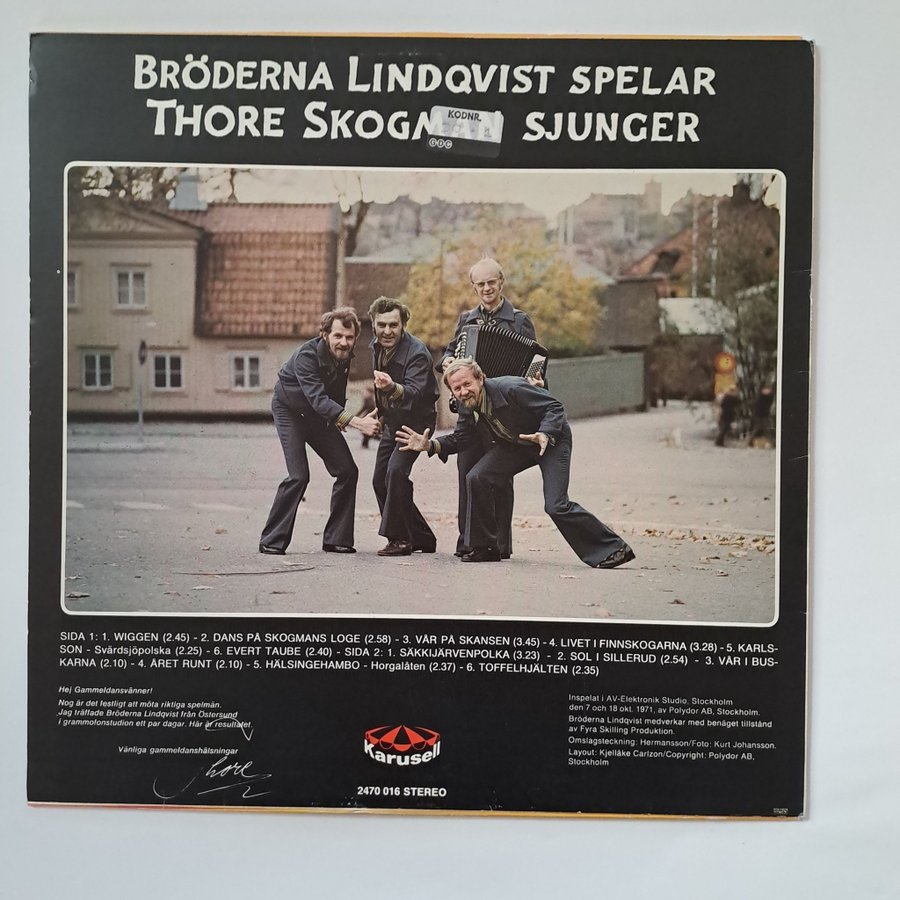 BRÖDERNA LINDQVIST SPELAR
THORE SKOGMAN SJUNGER
KODNR.
GDC
SIDA 1: 1. WIGGEN (2.45) - 2. DANS PÅ SKOGMANS LOGE (2.58) - 3. VÅR PÅ SKANSEN (3.45) - 4. LIVET I FINNSKOGARNA (3.28) - 5. KARLS-
SON - Svärdsjöpolska (2.25) - 6. EVERT TAUBE (2.40) - SIDA 2: 1. SÄKKIJÄRVENPOLKA (3.23) - 2. SOL I SILLERUD (2.54) - 3. VÅR I BUS-
KARNA (2.10) - 4. ÅRET RUNT (2.10) - 5. HÄLSINGEHAMBO - Horgalåten (2.37) - 6. TOFFELHJÄLTEN (2.35)
Hej Gammeldansvänner!
Nog är det festligt att möta riktiga spelmän.
Jag träffade Bröderna Lindqvist från Östersund
i grammofonstudion ett par dagar. Här är resultatet.
Vänliga gammeldanshälsningar
Thore
Karusell
2470 016 STEREO
Inspelat i AV-Elektronik Studio, Stockholm
den 7 och 18 okt. 1971, av Polydor AB, Stockholm.
Bröderna Lindqvist medverkar med benäget tillstånd
av Fyra Skilling Produktion.
Omslagsteckning: Hermansson/Foto: Kurt Johansson.
Layout: Kjellåke Carlzon/Copyright: Polydor AB,
Stockholm